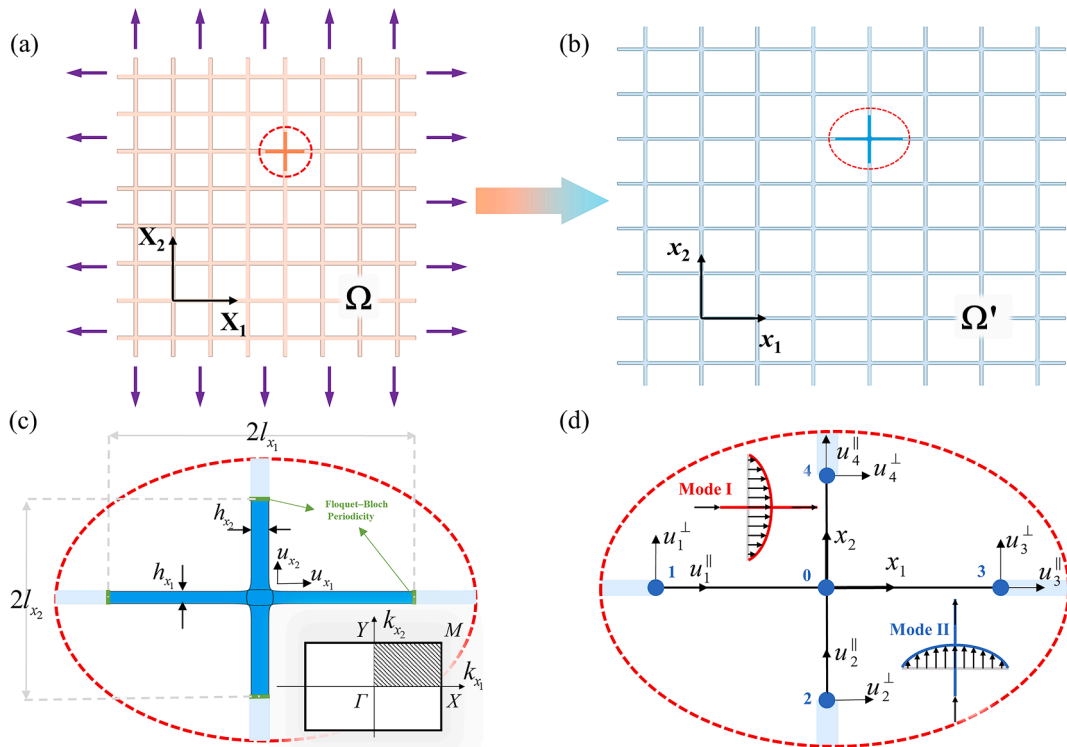 (a)
X₂
X₁
Ω
(b)
x₂
x₁
Ω'
(c)
2lₓ₁
Floquet–Bloch
Periodicity
hₓ₂
uₓ₂
uₓ₁
hₓ₁
2lₓ₂
Y
kₓ₂
M
kₓ₁
Γ
X
(d)
4
u₄^∥
u₄^⊥
Mode I
u₁^⊥
x₂
u₃^⊥
1
u₁^∥
0
x₁
3
u₃^∥
Mode II
u₂^∥
2
u₂^⊥